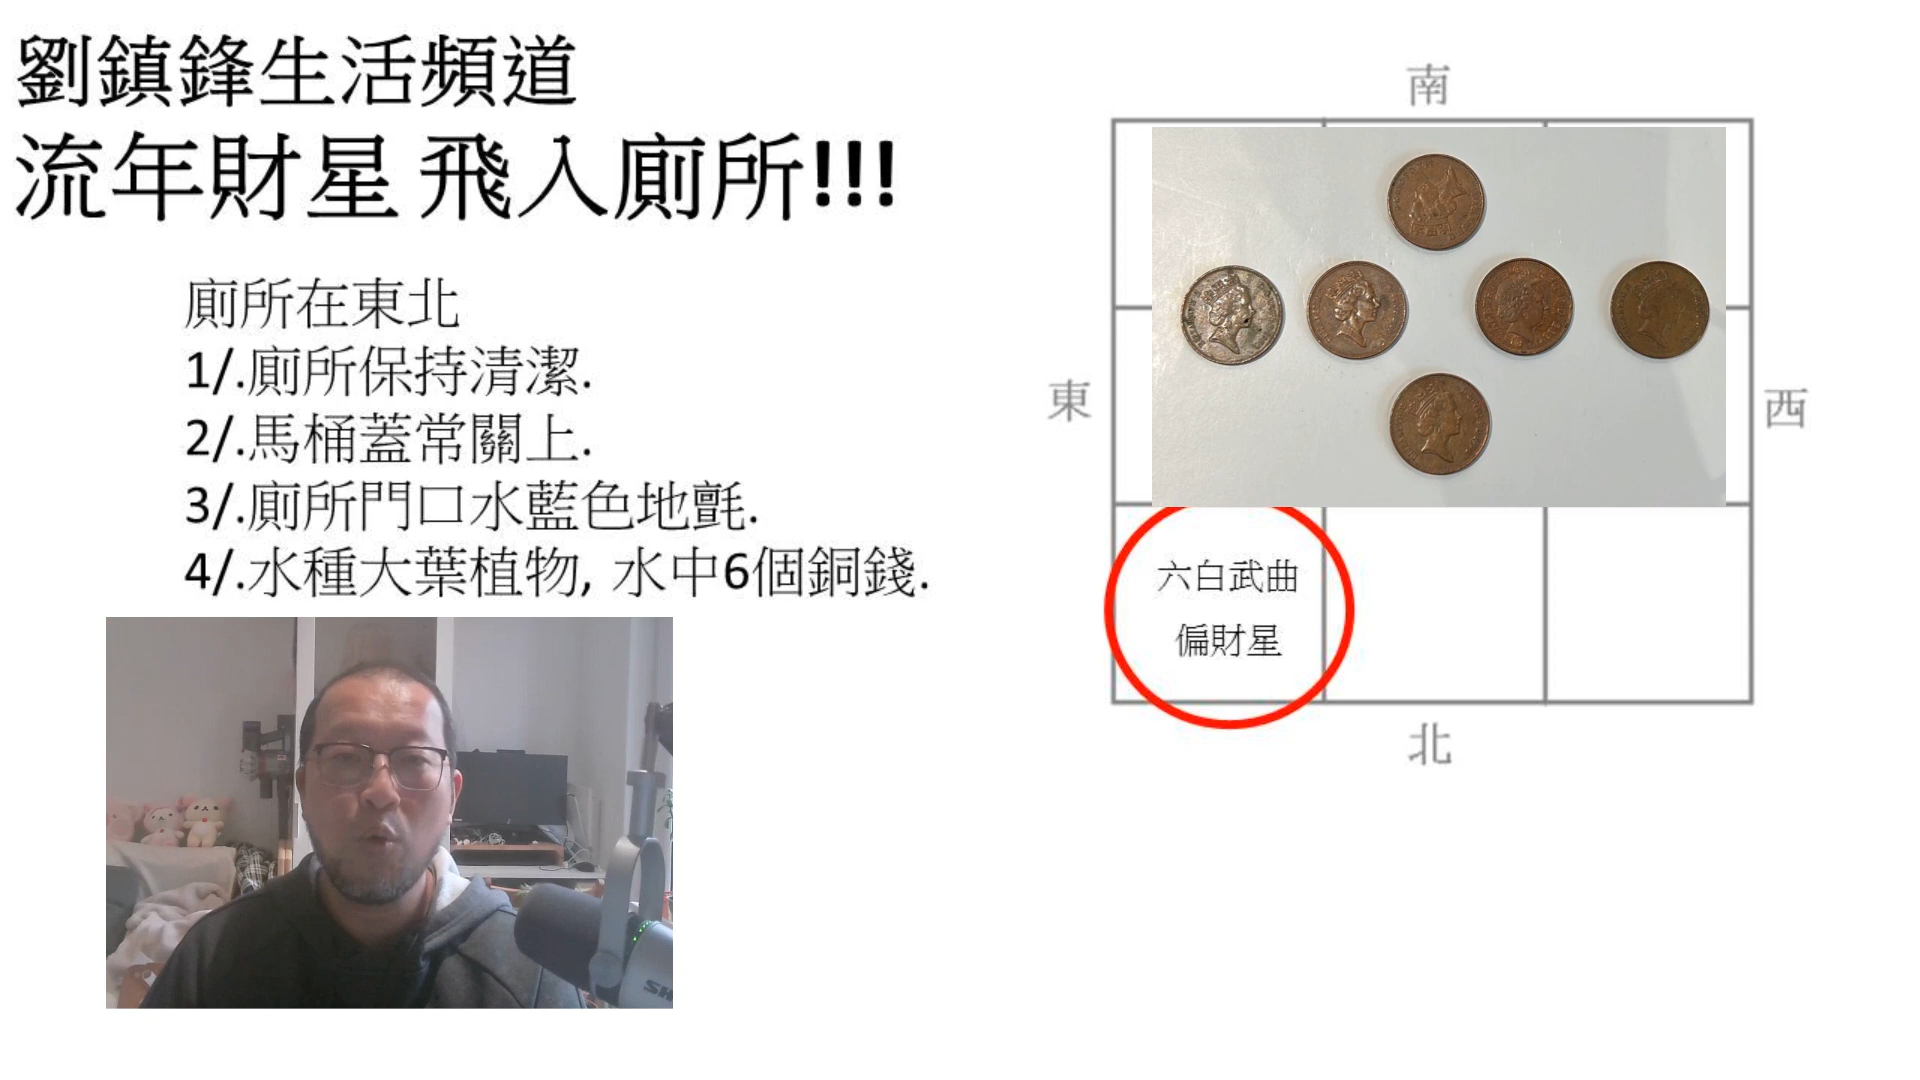 劉鎮鋒生活頻道
流年財星 飛入廁所!!!
廁所在東北
1/.廁所保持清潔.
2/.馬桶蓋常關上.
3/.廁所門口水藍色地氈.
4/.水種大葉植物, 水中6個銅錢.
南
東
西
六白武曲
偏財星
北
SH